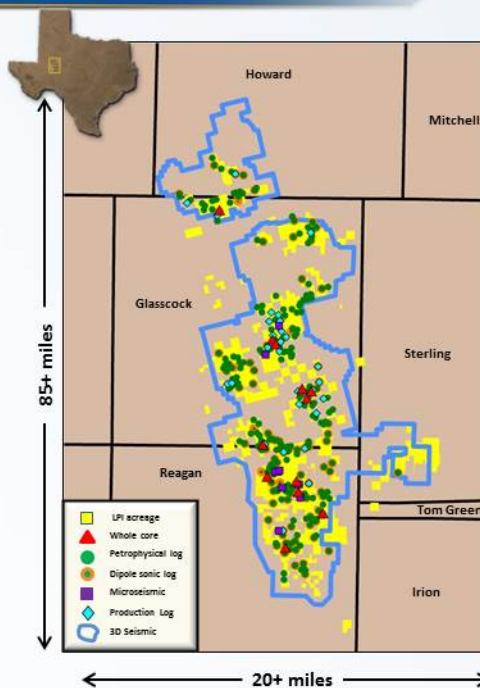 Howard
Mitchell
Glasscock
85+ miles
Sterling
Reagan
Tom Green
Irion
LPI acreage
Whole core
Petrophysical log
Dipole sonic log
Microseismic
Production Log
3D Seismic
20+ miles